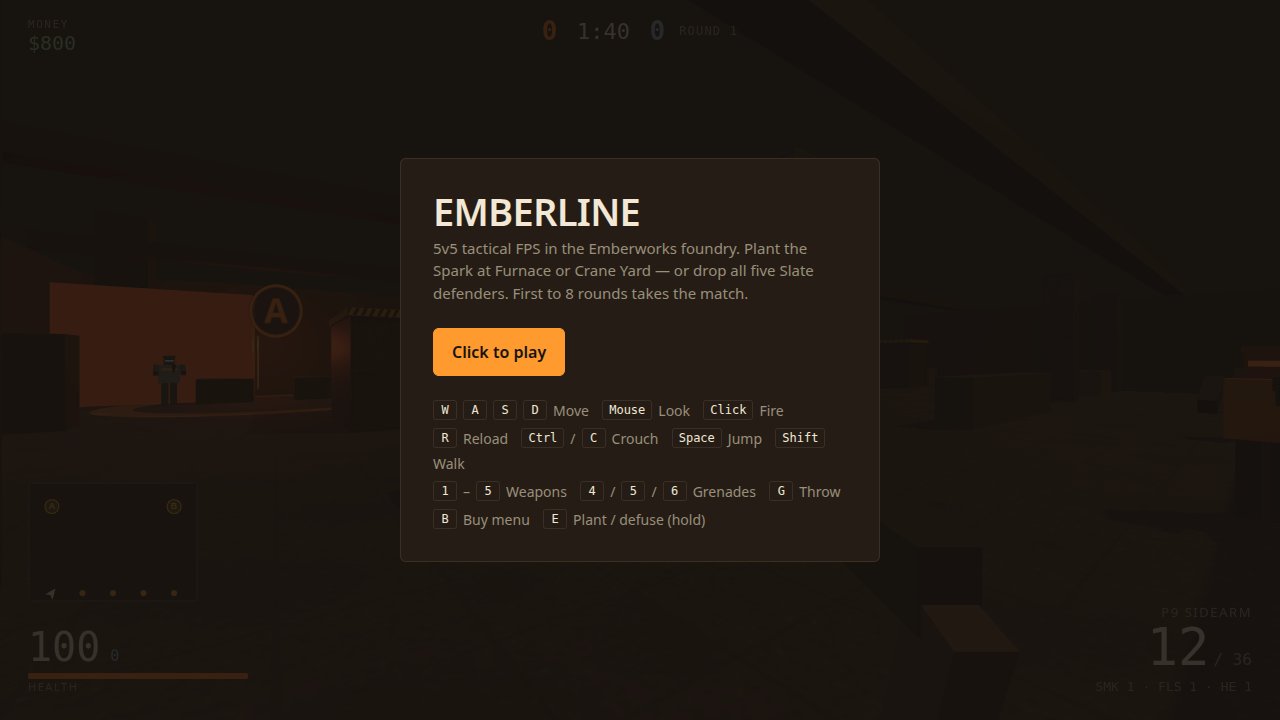 MONEY
$800
0 1:40 0 ROUND 1
EMBERLINE
5v5 tactical FPS in the Emberworks foundry. Plant the
Spark at Furnace or Crane Yard — or drop all five Slate
defenders. First to 8 rounds takes the match.
Click to play
W A S D Move Mouse Look Click Fire
R Reload Ctrl / C Crouch Space Jump Shift
Walk
1 – 5 Weapons 4 / 5 / 6 Grenades G Throw
B Buy menu E Plant / defuse (hold)
A
A B
100 0
HEALTH
P9 SIDEARM
12 / 36
SMK 1 · FLS 1 · HE 1